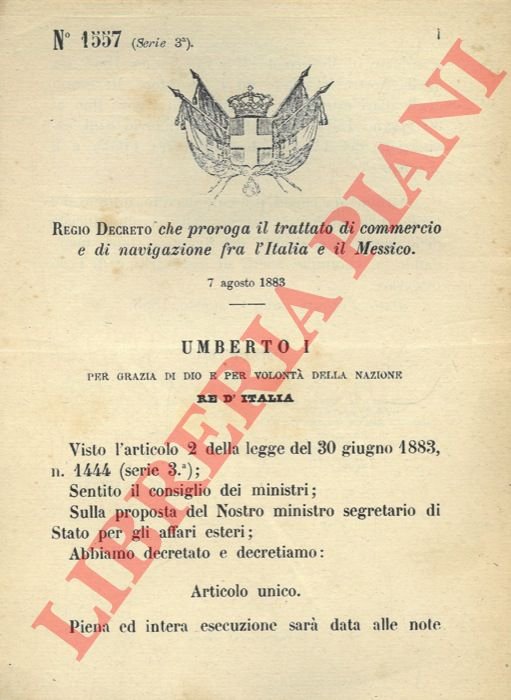 N° 1557 (Serie 3ª).
I
REGIO DECRETO che proroga il trattato di commercio
e di navigazione fra l'Italia e il Messico.
7 agosto 1883
UMBERTO I
PER GRAZIA DI DIO E PER VOLONTÀ DELLA NAZIONE
RE D' ITALIA
Visto l'articolo 2 della legge del 30 giugno 1883,
n. 1444 (serie 3.ª);
Sentito il consiglio dei ministri;
Sulla proposta del Nostro ministro segretario di
Stato per gli affari esteri;
Abbiamo decretato e decretiamo:
Articolo unico.
Piena ed intera esecuzione sarà data alle note
LIBRERIA PIANI